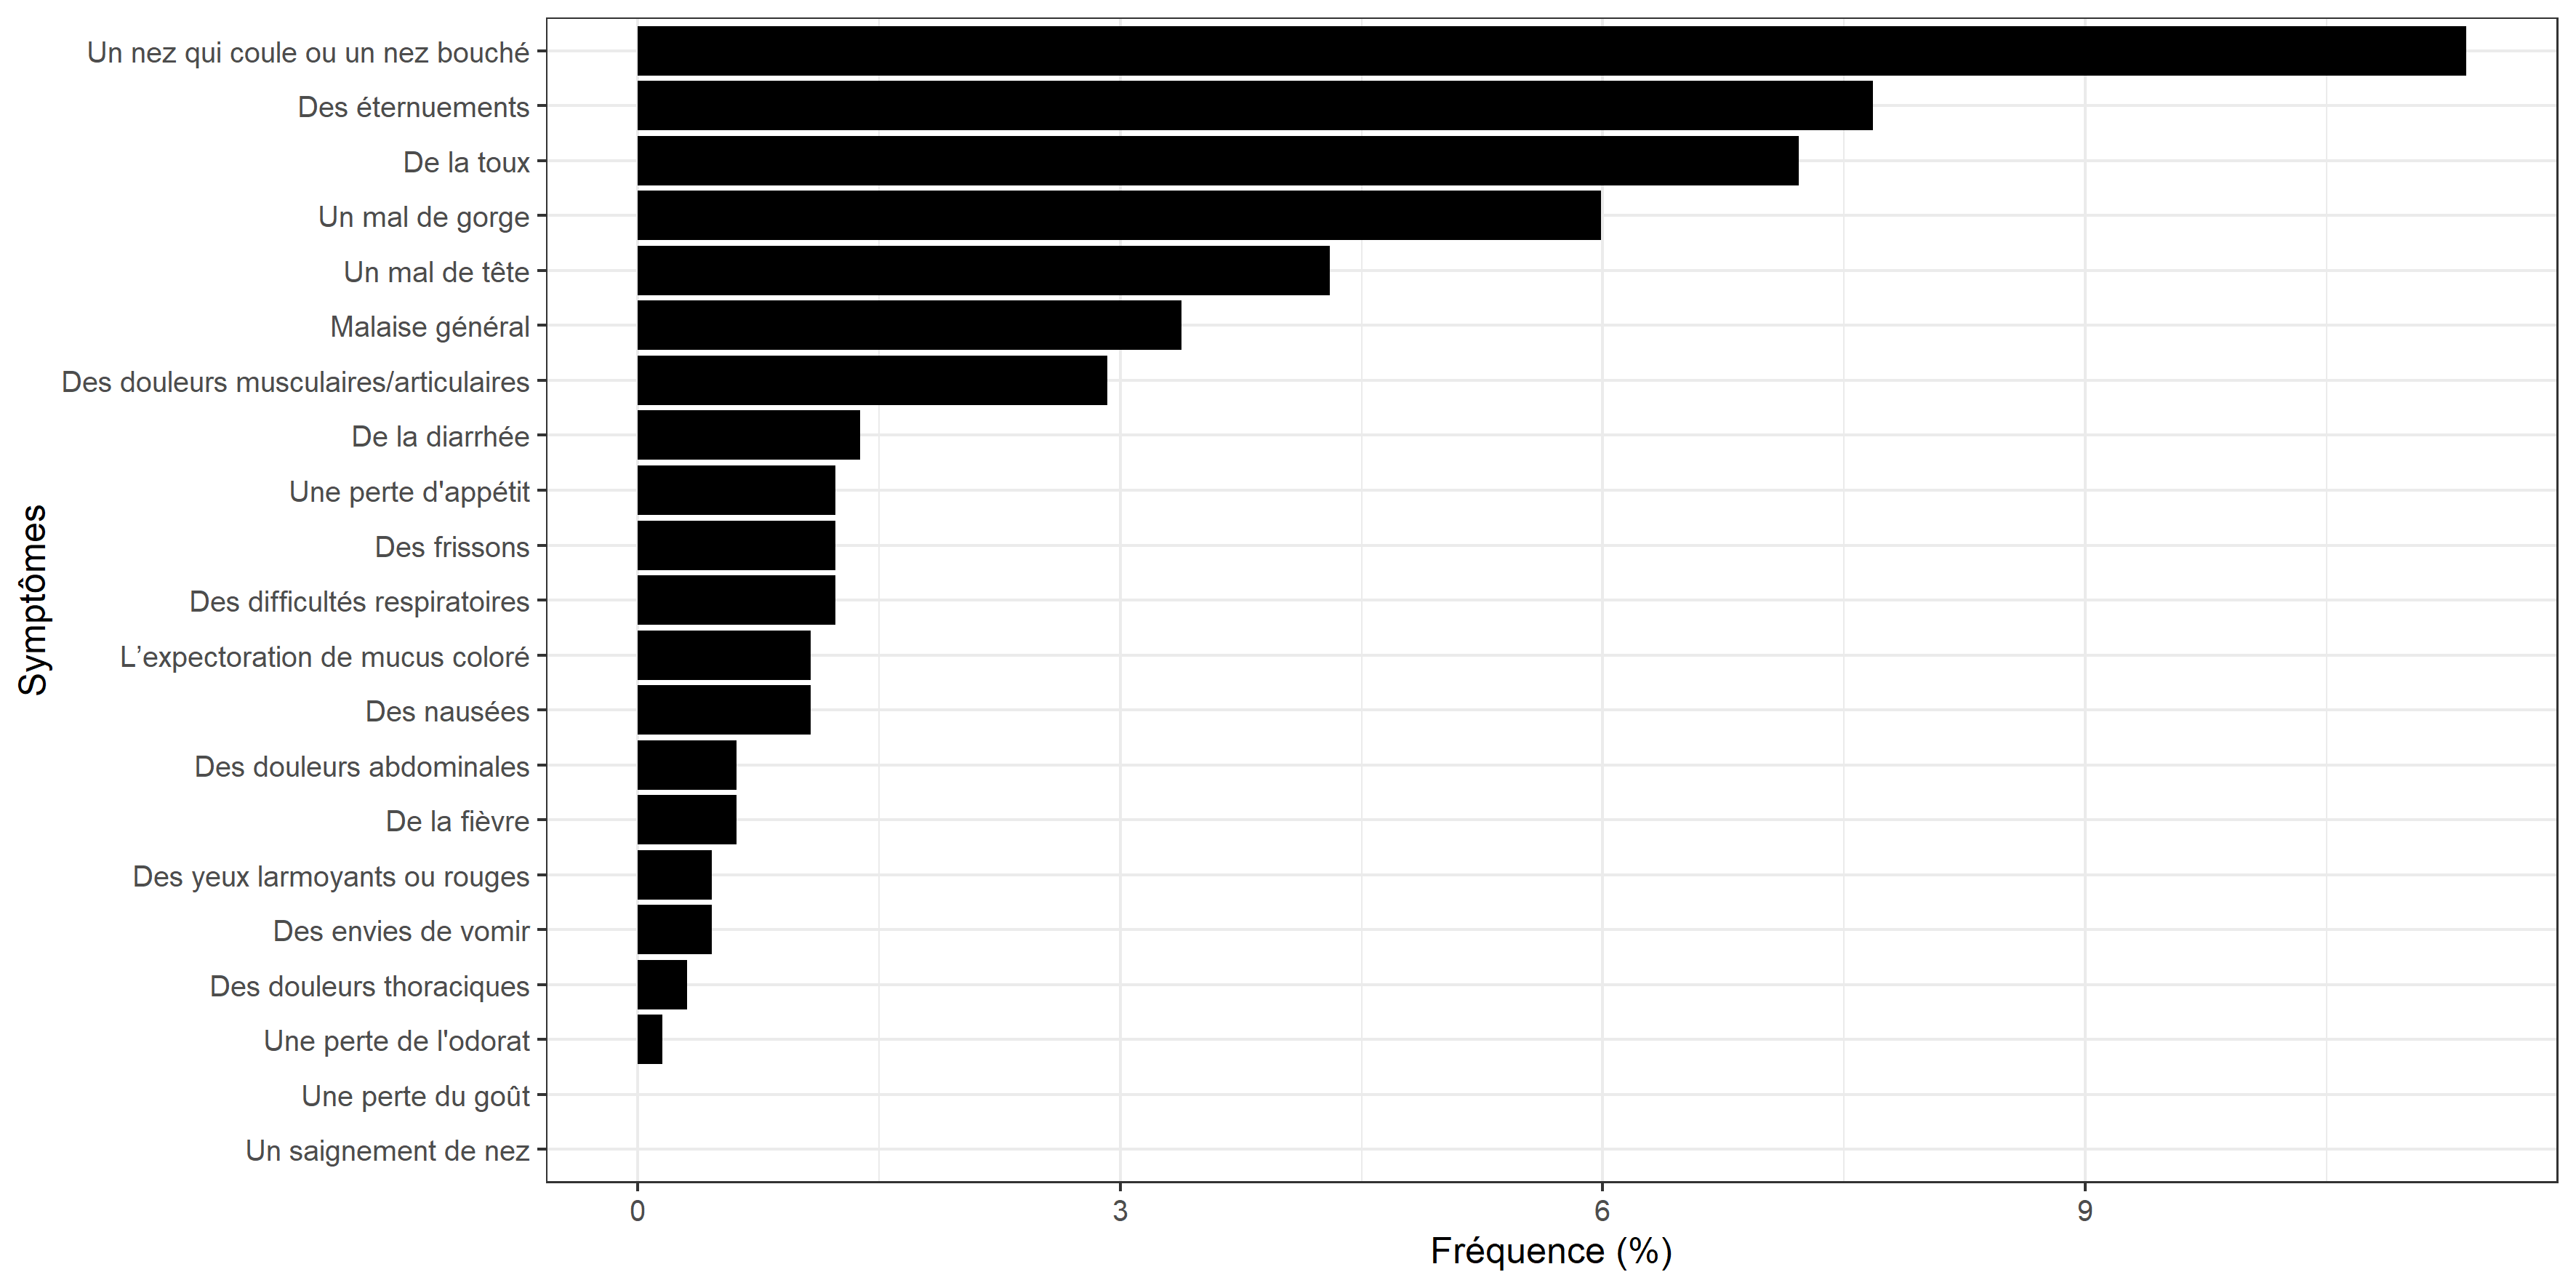 Un nez qui coule ou un nez bouché
Des éternuements
De la toux
Un mal de gorge
Un mal de tête
Malaise général
Des douleurs musculaires/articulaires
De la diarrhée
Une perte d'appétit
Des frissons
Des difficultés respiratoires
L’expectoration de mucus coloré
Des nausées
Des douleurs abdominales
De la fièvre
Des yeux larmoyants ou rouges
Des envies de vomir
Des douleurs thoraciques
Une perte de l'odorat
Une perte du goût
Un saignement de nez
Symptômes
0 3 6 9
Fréquence (%)